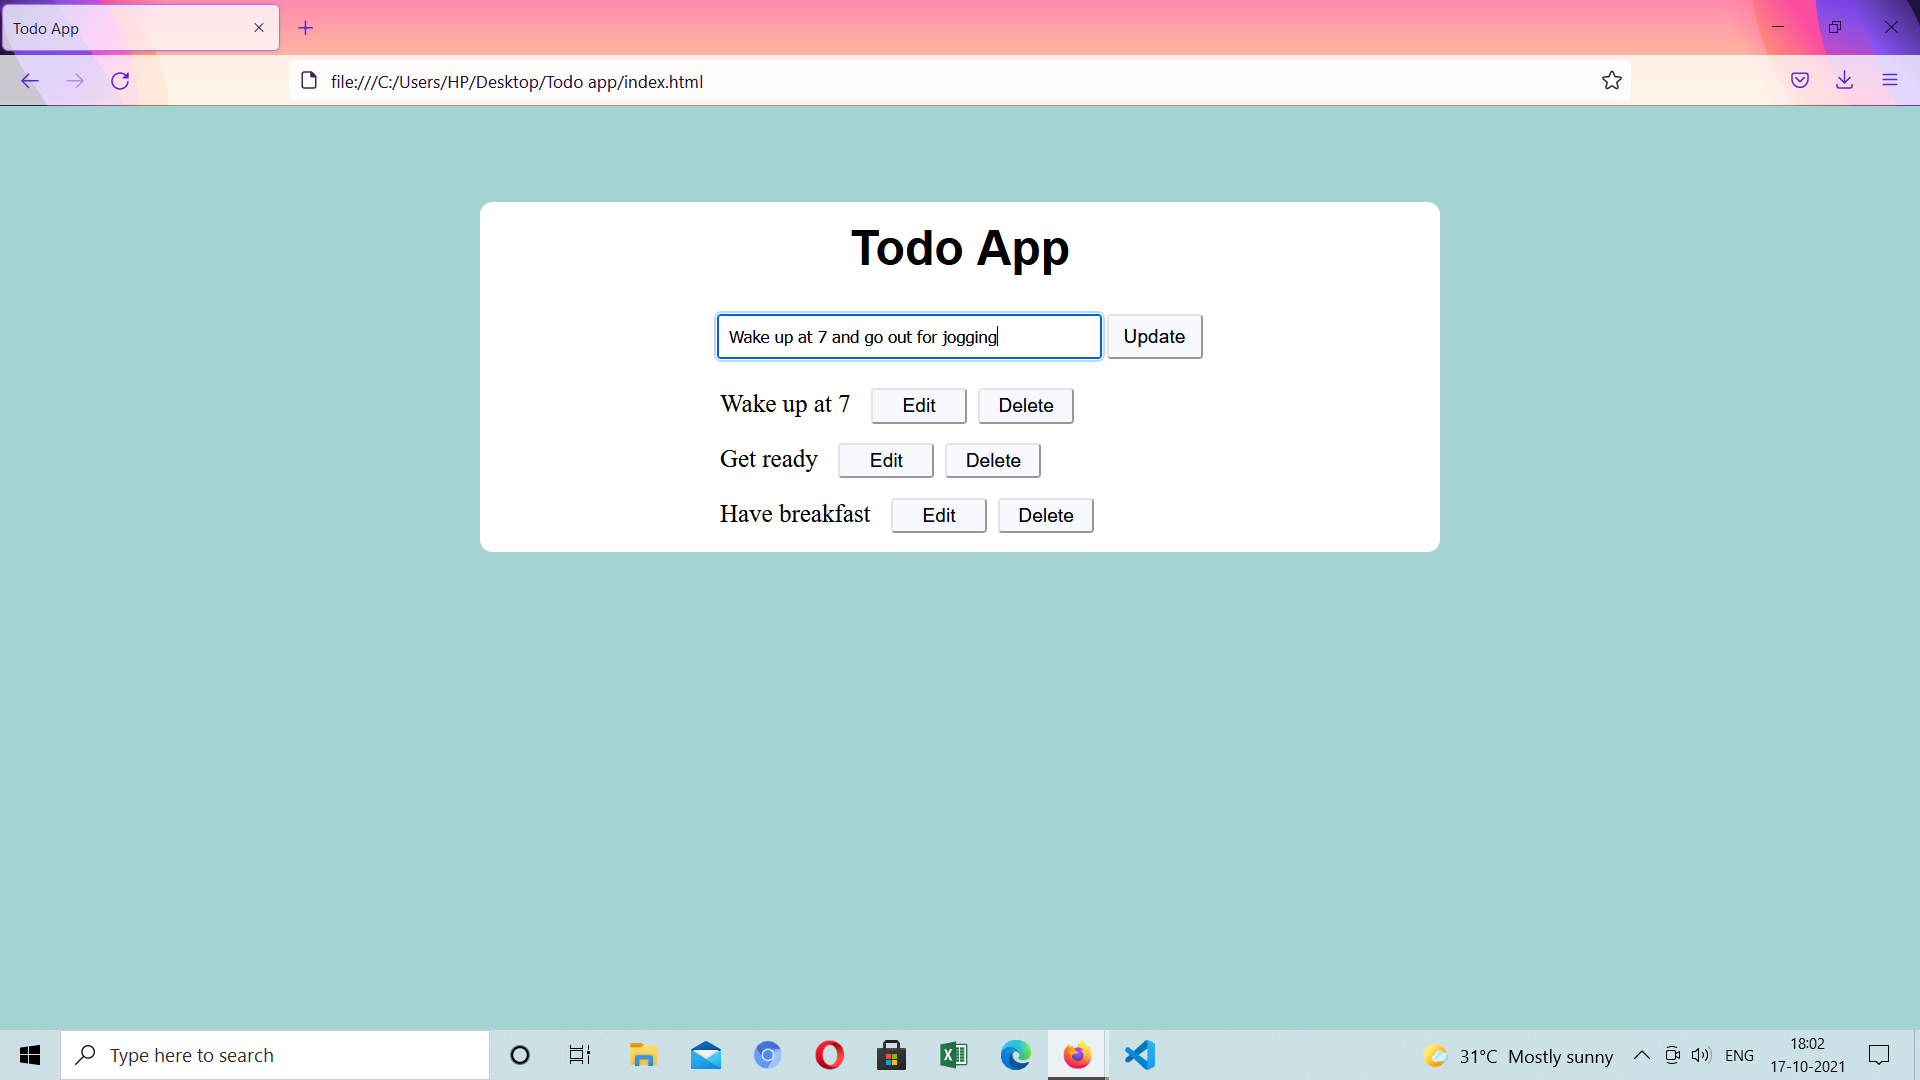 Todo App
file:///C:/Users/HP/Desktop/Todo app/index.html
Todo App
Wake up at 7 and go out for jogging Update
Wake up at 7 Edit Delete
Get ready Edit Delete
Have breakfast Edit Delete
Type here to search
31°C Mostly sunny
ENG
18:02
17-10-2021